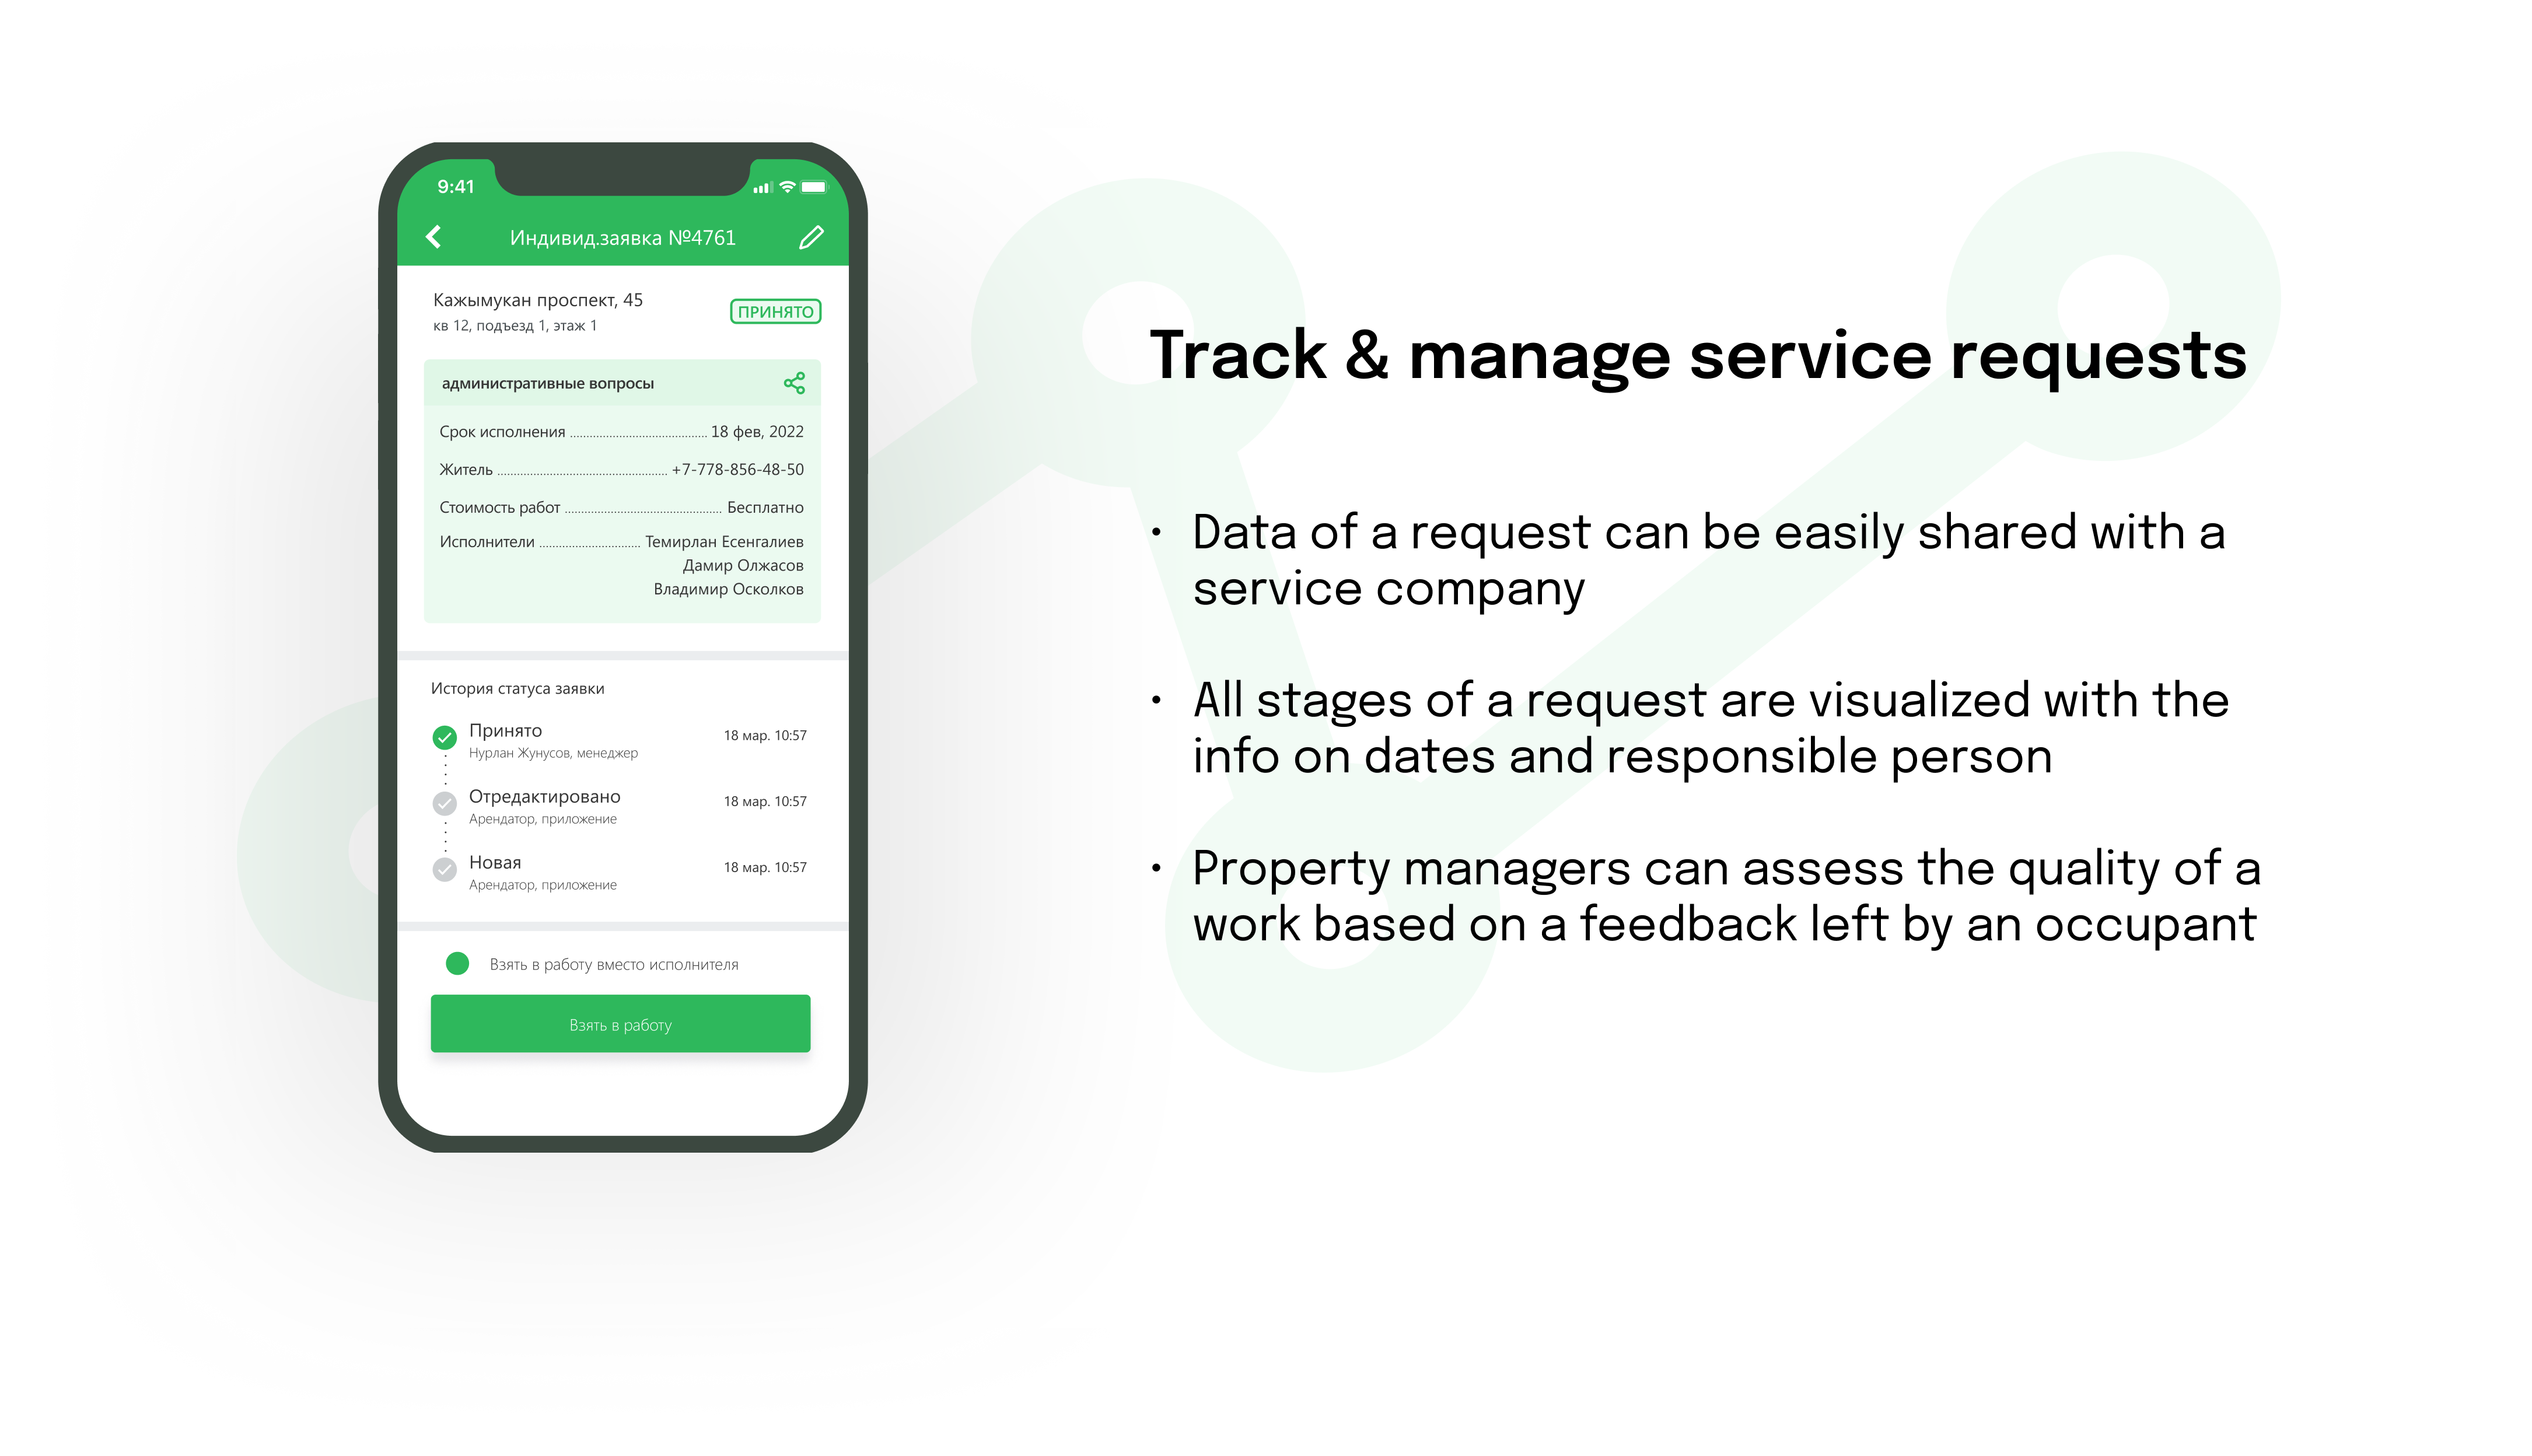 9:41
Индивид.заявка №4761
Кажымукан проспект, 45
кв 12, подъезд 1, этаж 1
ПРИНЯТО
административные вопросы
Срок исполнения 18 фев, 2022
Житель +7-778-856-48-50
Стоимость работ Бесплатно
Исполнители Темирлан Есенгалиев
Дамир Олжасов
Владимир Осколков
История статуса заявки
Принято 18 мар. 10:57
Нурлан Жунусов, менеджер
Отредактировано 18 мар. 10:57
Арендатор, приложение
Новая 18 мар. 10:57
Арендатор, приложение
Взять в работу вместо исполнителя
Взять в работу
Track & manage service requests
• Data of a request can be easily shared with a
service company
• All stages of a request are visualized with the
info on dates and responsible person
• Property managers can assess the quality of a
work based on a feedback left by an occupant